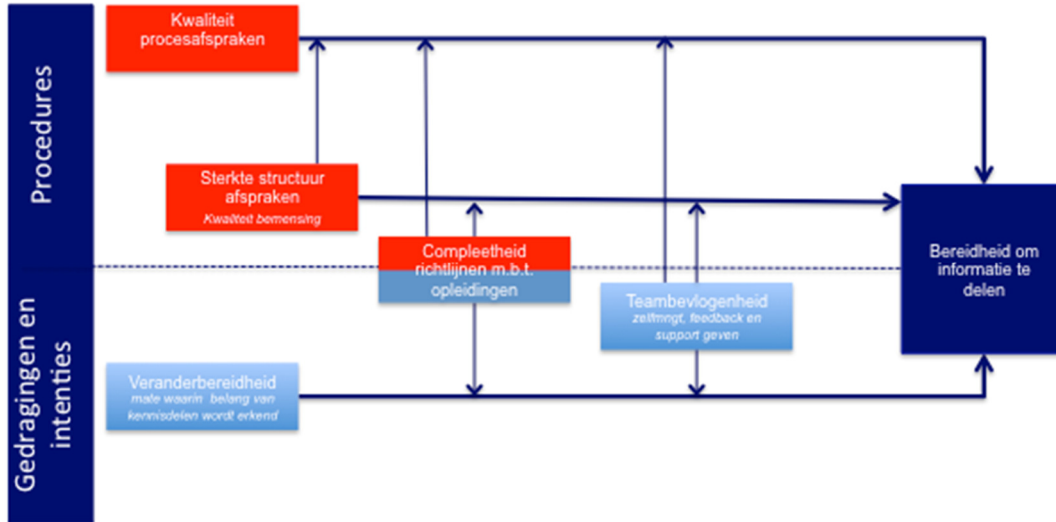 Procedures
Kwaliteit
procesafspraken
Sterkte structuur
afspraken
Kwaliteit bemensing
Compleetheid
richtlijnen m.b.t.
opleidingen
Bereidheid om
informatie te
delen
Gedragingen en
intenties
Teambevlogenheid
zelfmngt, feedback en
support geven
Veranderbereidheid
mate waarin belang van
kennisdelen wordt erkend